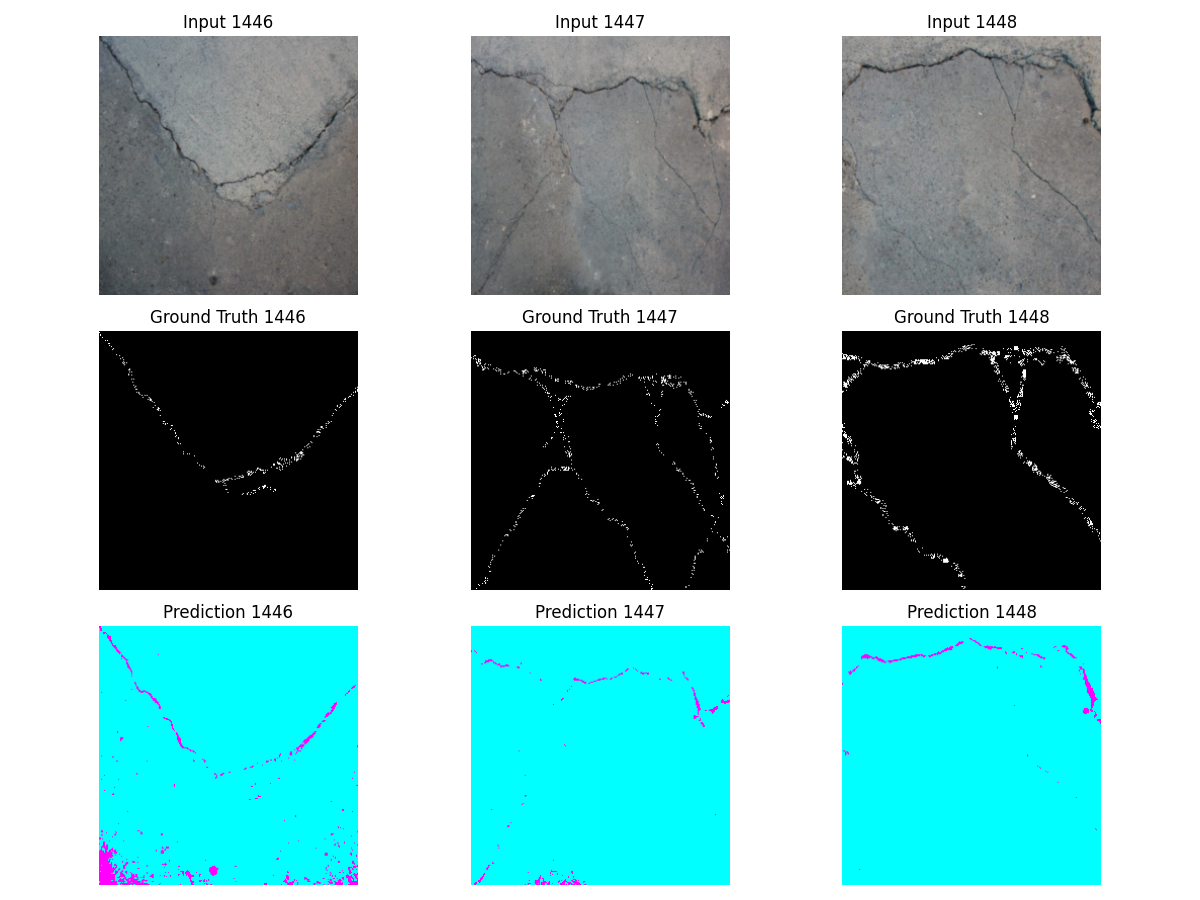 Input 1446
Input 1447
Input 1448
Ground Truth 1446
Ground Truth 1447
Ground Truth 1448
Prediction 1446
Prediction 1447
Prediction 1448